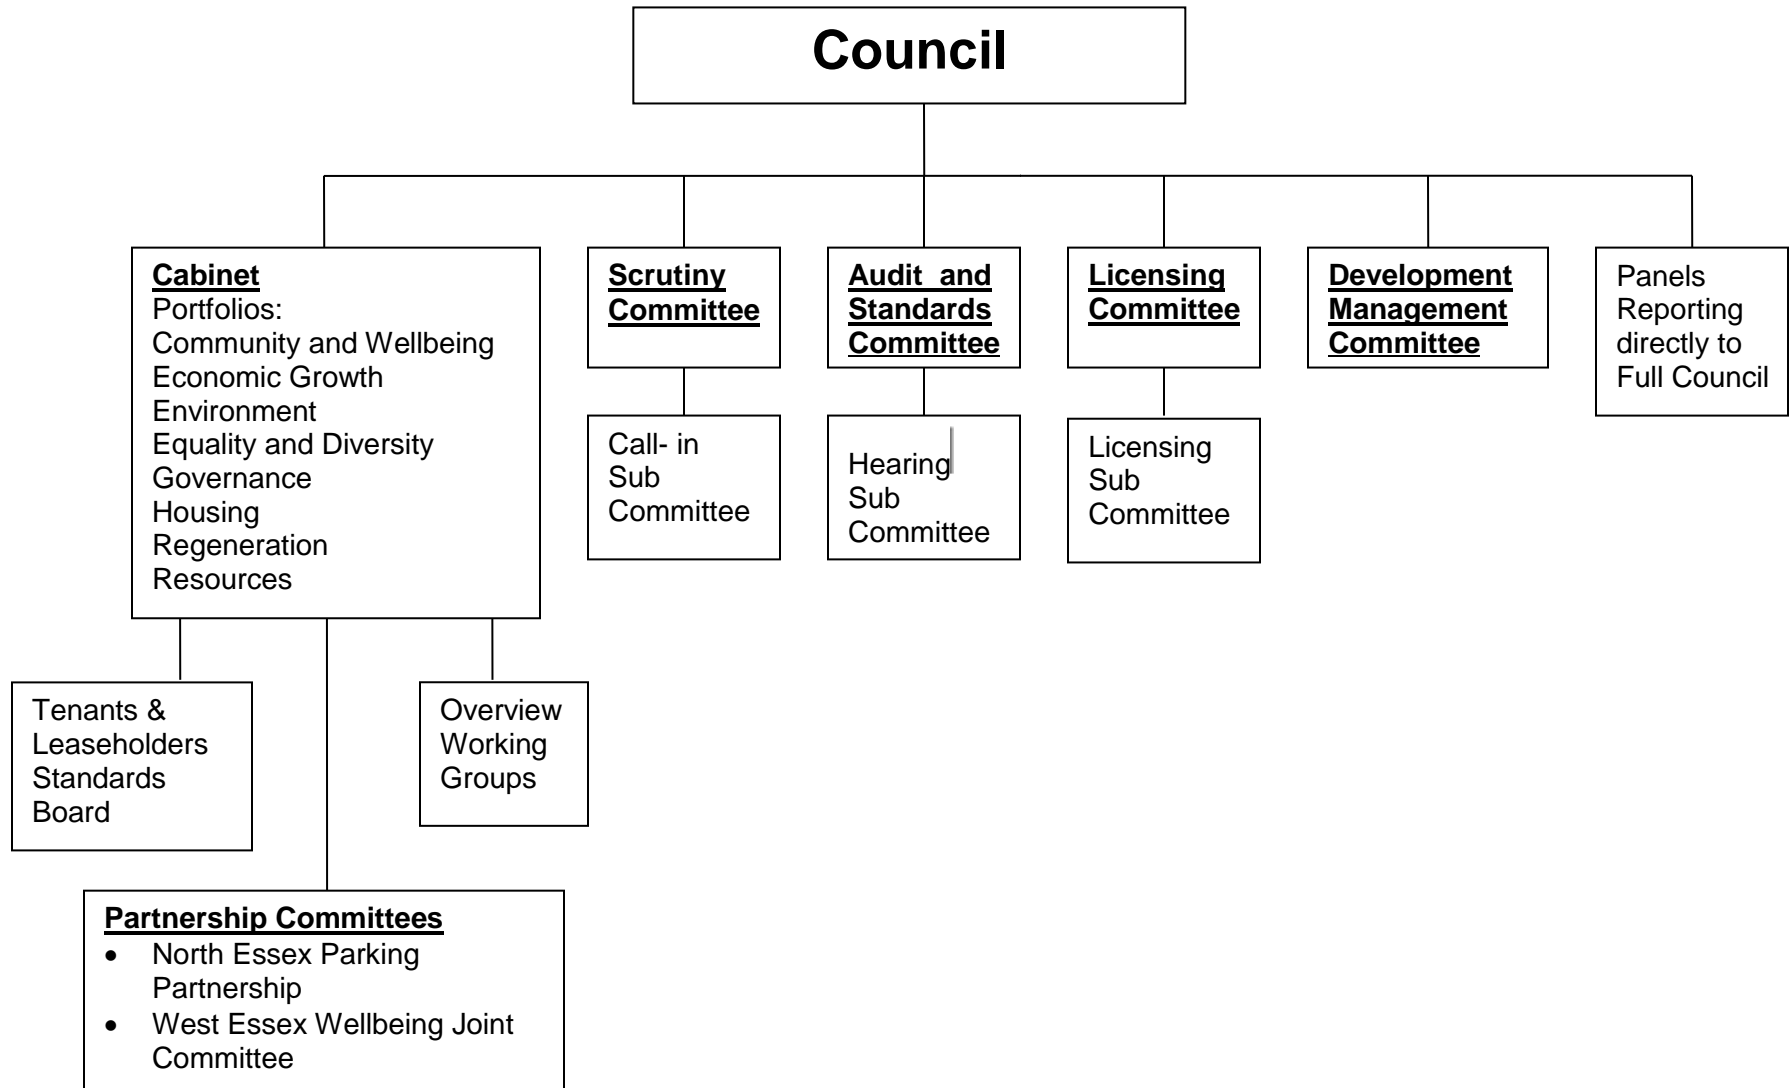 Council
Cabinet
Portfolios:
Community and Wellbeing
Economic Growth
Environment
Equality and Diversity
Governance
Housing
Regeneration
Resources
Scrutiny
Committee
Audit and
Standards
Committee
Licensing
Committee
Development
Management
Committee
Panels
Reporting
directly to
Full Council
Call- in
Sub
Committee
Hearing
Sub
Committee
Licensing
Sub
Committee
Tenants &
Leaseholders
Standards
Board
Overview
Working
Groups
Partnership Committees
• North Essex Parking
Partnership
• West Essex Wellbeing Joint
Committee